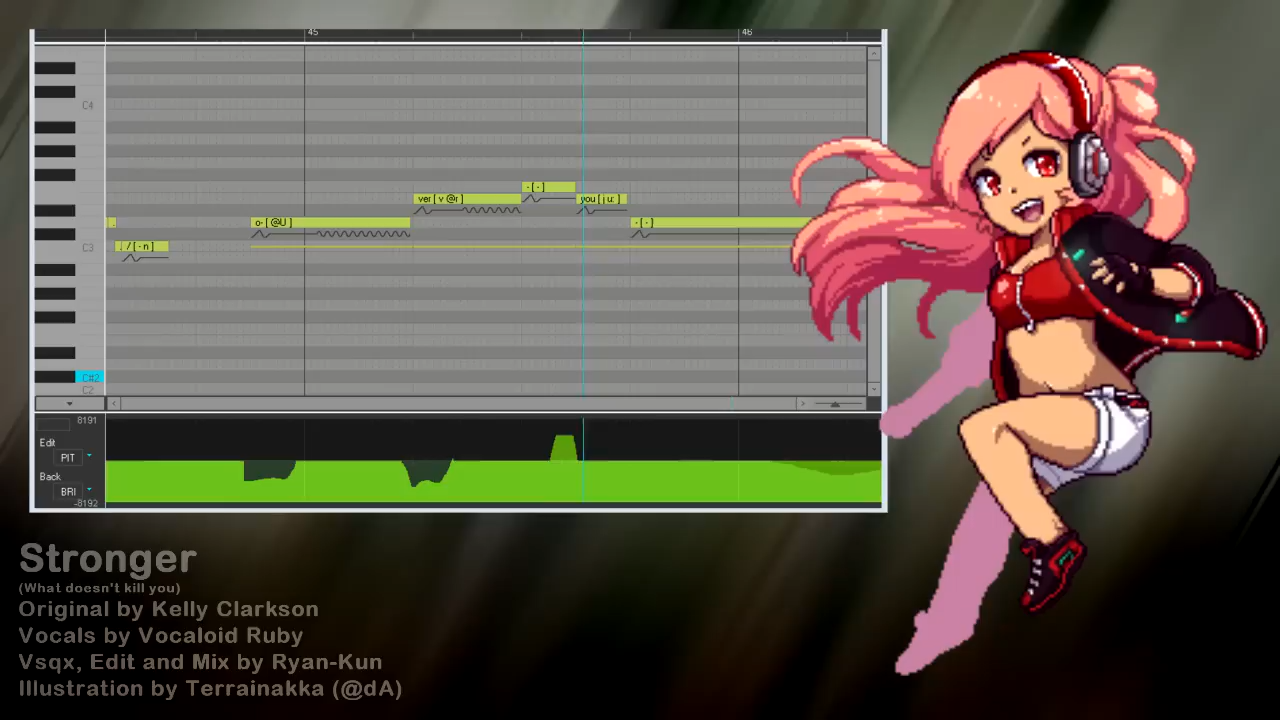 45 46
C4
- [ - ]
ver [ v @r ] you [ j u: ]
o- [ @U ] - [ - ]
C3 / [ - n ]
C#2
C2
8191
Edit
PIT
Back
BRI
-8192
Stronger
(What doesn't kill you)
Original by Kelly Clarkson
Vocals by Vocaloid Ruby
Vsqx, Edit and Mix by Ryan-Kun
Illustration by Terrainakka (@dA)